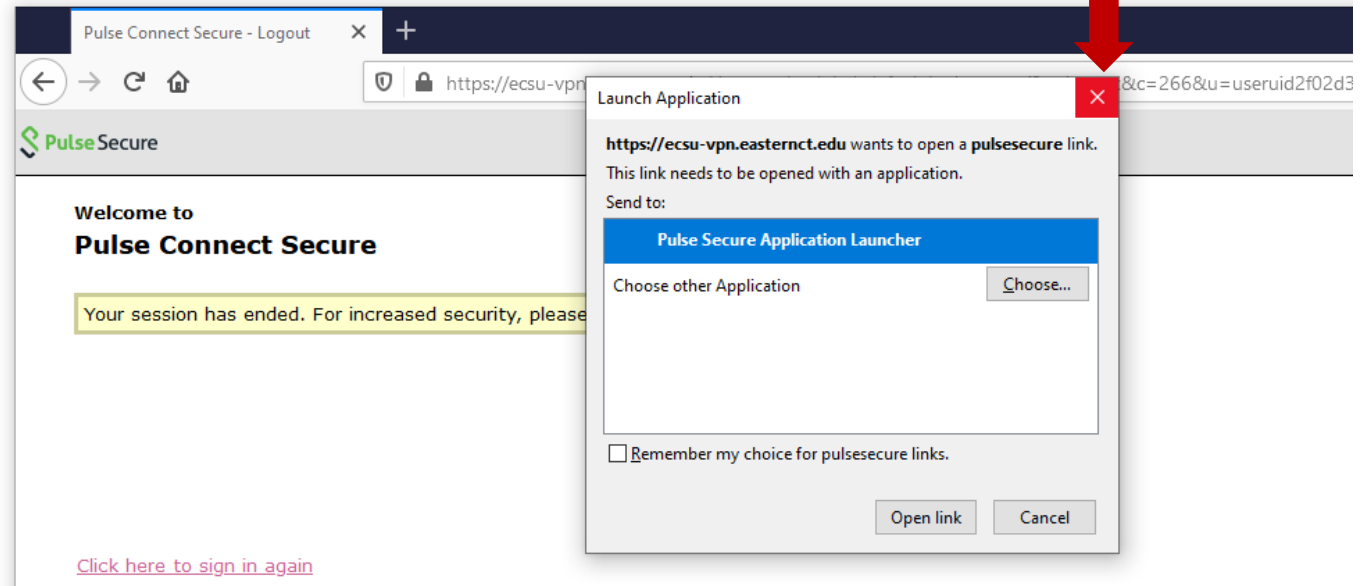 Pulse Connect Secure - Logout
https://ecsu-vpn
&c=266&u=useruid2f02d3
Pulse Secure
Welcome to
Pulse Connect Secure
Your session has ended. For increased security, please
Click here to sign in again
Launch Application
https://ecsu-vpn.easternct.edu wants to open a pulsesecure link.
This link needs to be opened with an application.
Send to:
Pulse Secure Application Launcher
Choose other Application
Choose...
Remember my choice for pulsesecure links.
Open link
Cancel